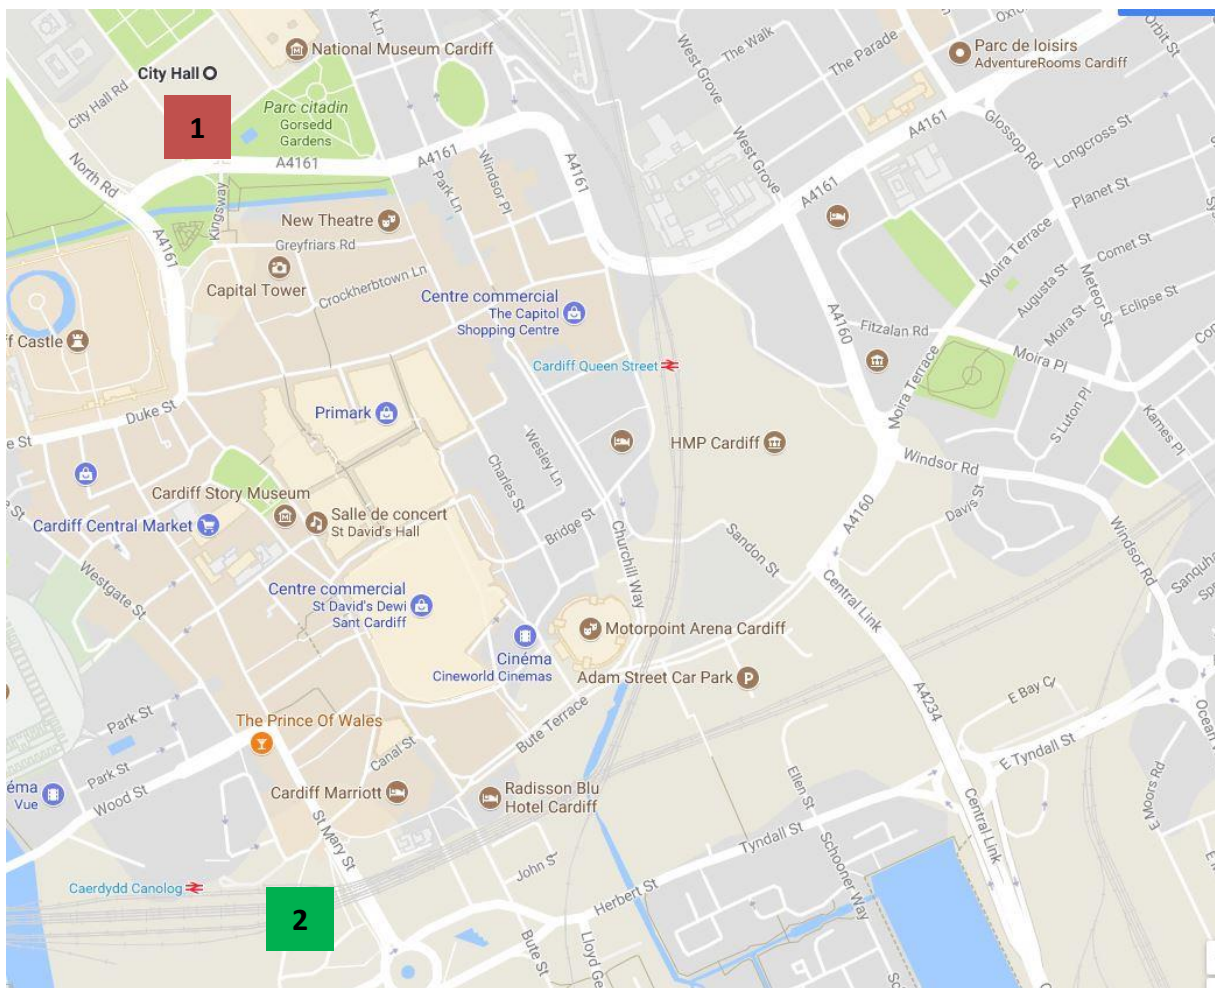 National Museum Cardiff
City Hall
City Hall Rd
1
Parc citadin
Gorsedd
Gardens
A4161
North Rd
Kingsway
A4161
Park Ln
Windsor Pl
A4161
West Grove
The Walk
The Parade
West Grove
Parc de loisirs
AdventureRooms Cardiff
Orbit St
A4161
Glossop Rd
Longcross St
A4161
Planet St
New Theatre
Greyfriars Rd
A4161
Capital Tower
Crockherbtown Ln
Centre commercial
The Capitol
Shopping Centre
Moira Terrace
Comet St
Augusta St
Meteor St
Eclipse St
Moira St
Fitzalan Rd
A4160
ff Castle
Cardiff Queen Street
Moira Pl
Moira Terrace
Duke St
e St
Primark
Wesley Ln
HMP Cardiff
S Luton Pl
Kames Pl
Windsor Rd
Charles St
Cardiff Story Museum
Salle de concert
St David's Hall
Cardiff Central Market
Bridge St
Churchill Way
Sandon St
A4160
Davis St
Windsor Rd
Westgate St
Centre commercial
St David's Dewi
Sant Cardiff
Central Link
Motorpoint Arena Cardiff
Cinéma
Cineworld Cinemas
Adam Street Car Park
A4234
E Bay Cl
Park St
The Prince Of Wales
Bute Terrace
Canal St
E Tyndall St
Park St
éma
Vue
Wood St
Cardiff Marriott
Radisson Blu
Hotel Cardiff
Ellen St
Central Link
E Moors Rd
St Mary St
Tyndall St
John St
Schooner Way
Caerdydd Canolog
2
Herbert St
Bute St